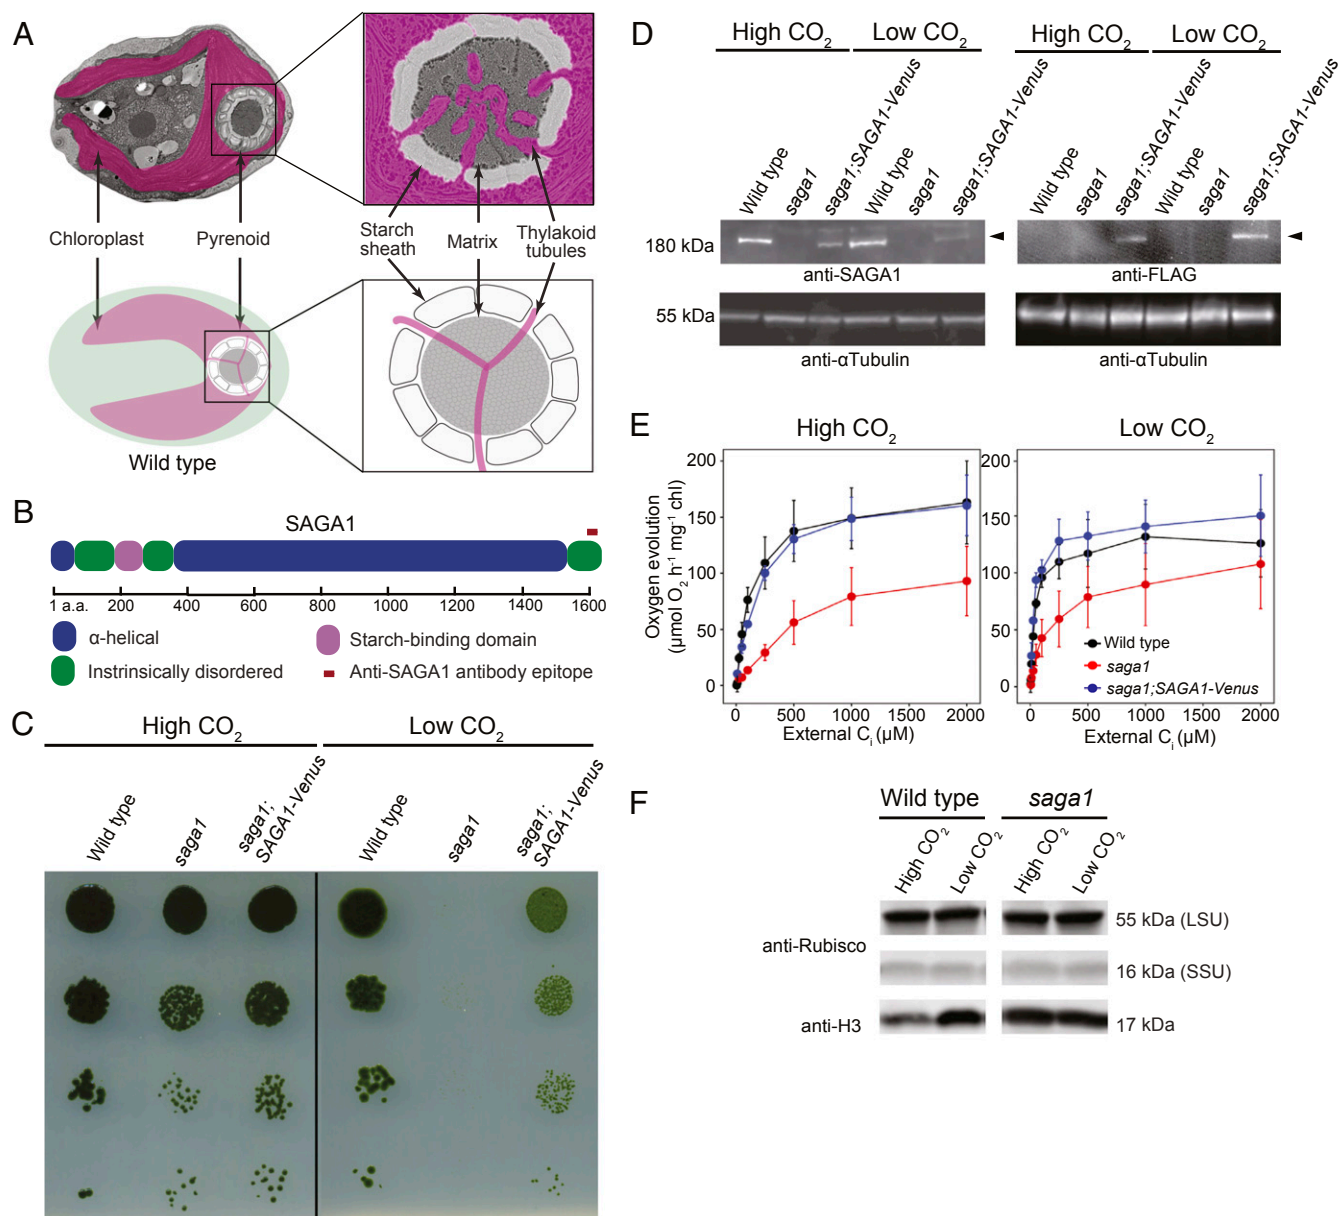 A
Chloroplast
Pyrenoid
Starch
sheath
Matrix
Thylakoid
tubules
Wild type
B
SAGA1
1 a.a.
200
400
600
800
1000
1200
1400
1600
α-helical
Starch-binding domain
Instrinsically disordered
Anti-SAGA1 antibody epitope
C
High CO2
Low CO2
Wild type
saga1
saga1;
SAGA1-Venus
Wild type
saga1
saga1;
SAGA1-Venus
D
High CO2
Low CO2
High CO2
Low CO2
Wild type
saga1
saga1;SAGA1-Venus
Wild type
saga1
saga1;SAGA1-Venus
Wild type
saga1
saga1;SAGA1-Venus
Wild type
saga1
saga1;SAGA1-Venus
180 kDa
anti-SAGA1
anti-FLAG
55 kDa
anti-αTubulin
anti-αTubulin
E
High CO2
Low CO2
Oxygen evolution
(μmol O2 h⁻¹ mg⁻¹ chl)
200
150
100
50
0
0
500
1000
1500
2000
External Ci (μM)
200
150
100
50
0
Wild type
saga1
saga1;SAGA1-Venus
0
500
1000
1500
2000
External Ci (μM)
F
Wild type
saga1
High CO2
Low CO2
High CO2
Low CO2
anti-Rubisco
55 kDa (LSU)
16 kDa (SSU)
anti-H3
17 kDa